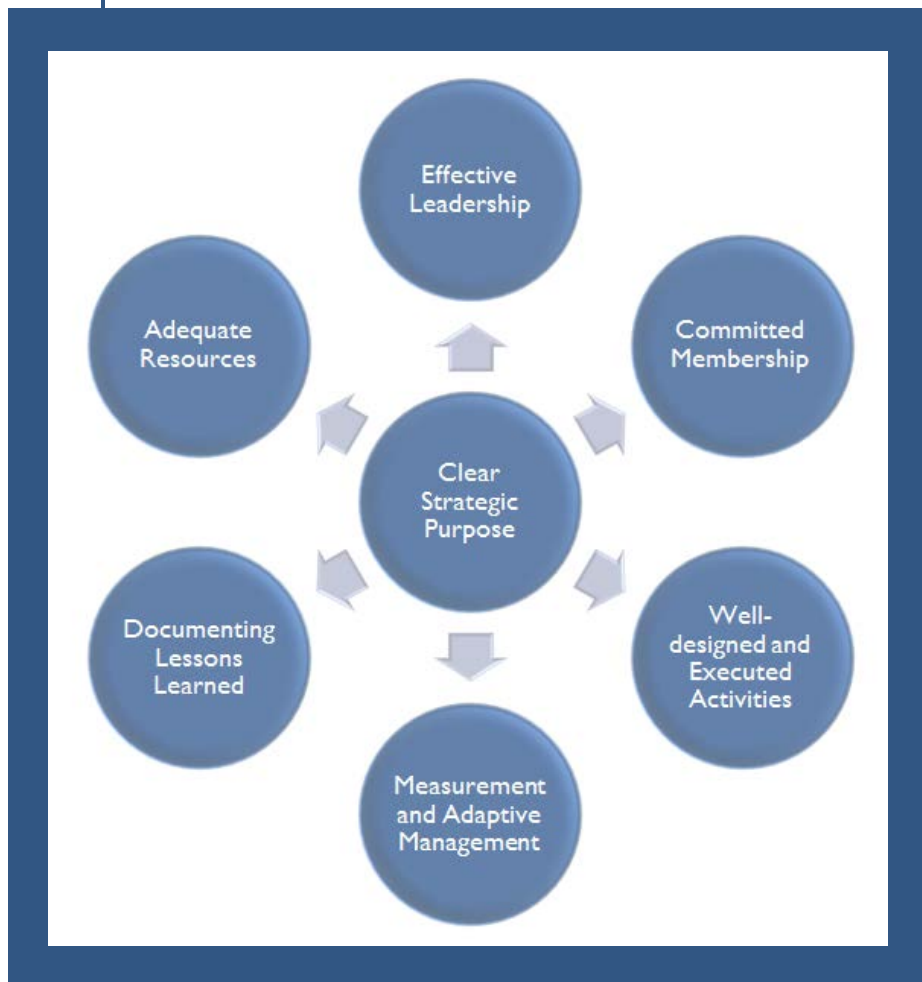 Effective
Leadership
Adequate
Resources
Committed
Membership
Clear
Strategic
Purpose
Documenting
Lessons
Learned
Well-
designed and
Executed
Activities
Measurement
and Adaptive
Management